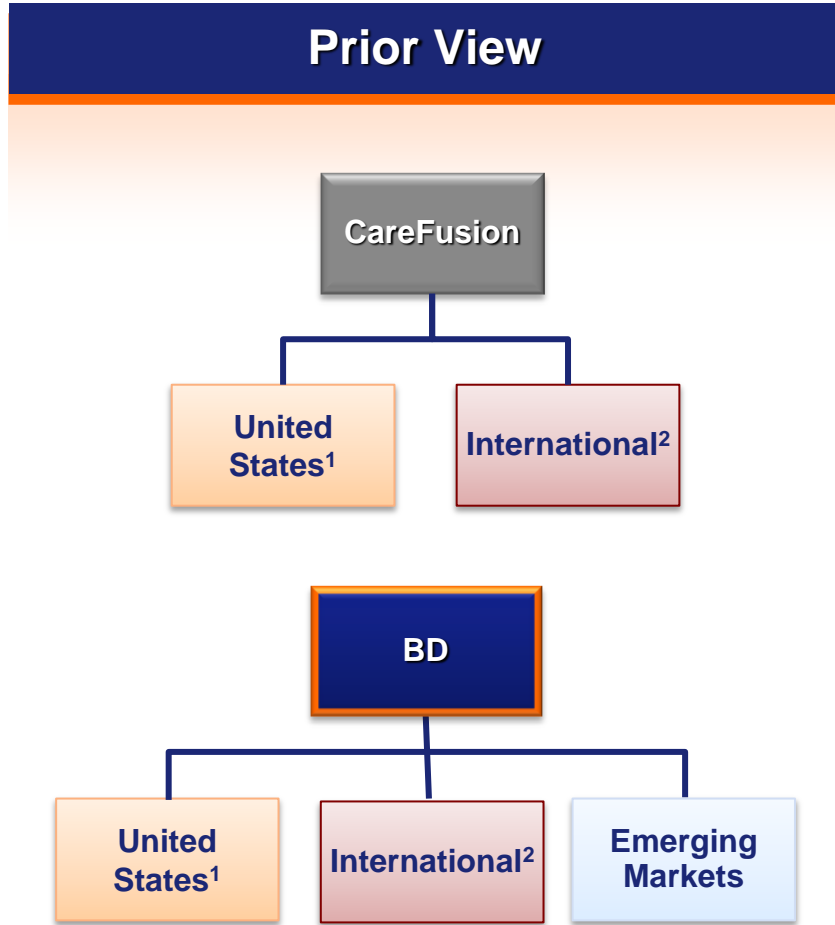 Prior View
CareFusion
United
States¹
International²
BD
United
States¹
International²
Emerging
Markets